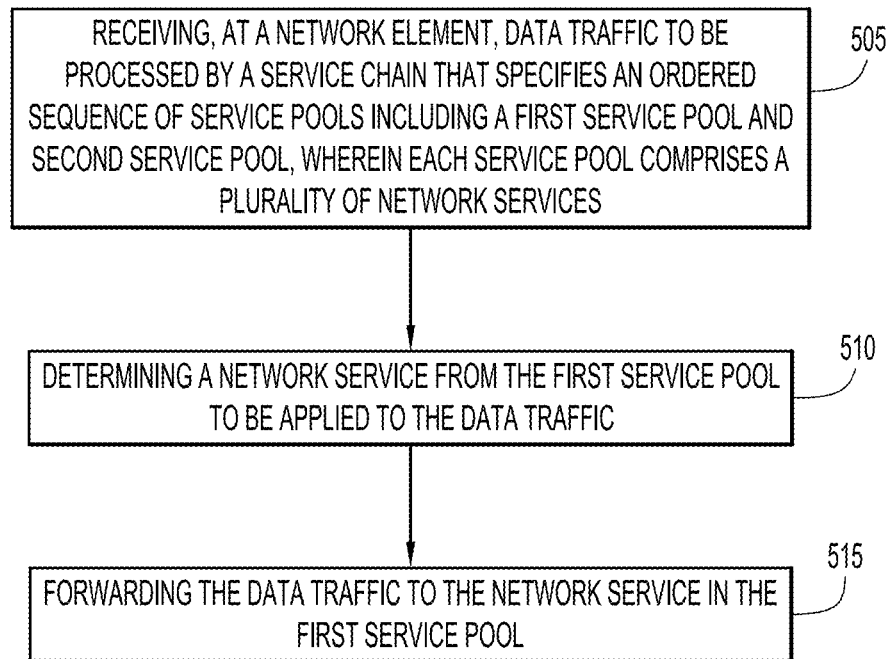 RECEIVING, AT A NETWORK ELEMENT, DATA TRAFFIC TO BE
PROCESSED BY A SERVICE CHAIN THAT SPECIFIES AN ORDERED
SEQUENCE OF SERVICE POOLS INCLUDING A FIRST SERVICE POOL AND
SECOND SERVICE POOL, WHEREIN EACH SERVICE POOL COMPRISES A
PLURALITY OF NETWORK SERVICES
505
DETERMINING A NETWORK SERVICE FROM THE FIRST SERVICE POOL
TO BE APPLIED TO THE DATA TRAFFIC
510
FORWARDING THE DATA TRAFFIC TO THE NETWORK SERVICE IN THE
FIRST SERVICE POOL
515